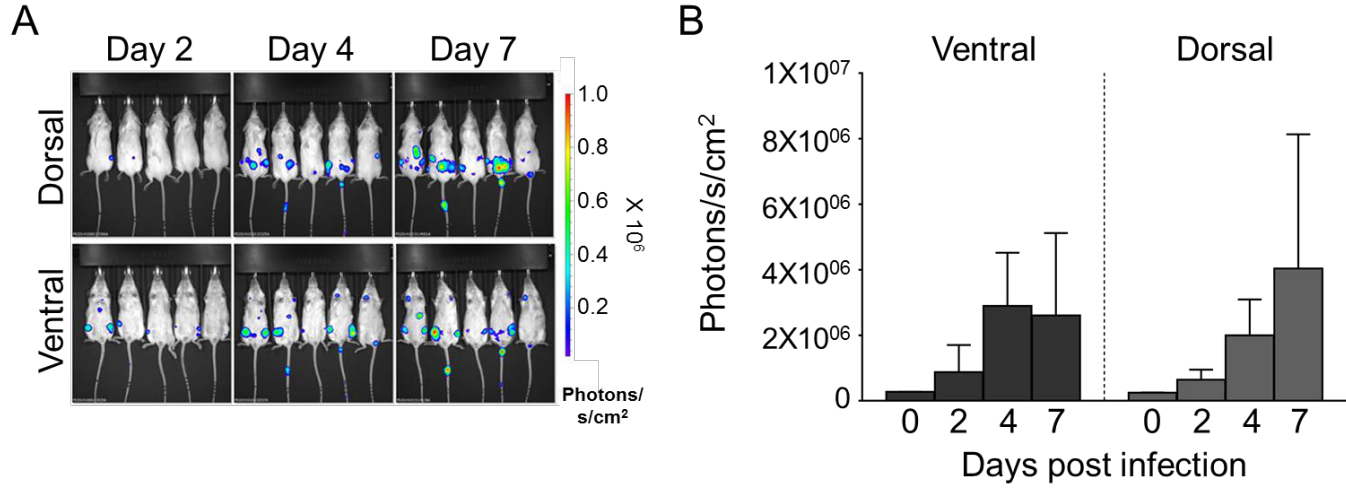 A
Day 2
Day 4
Day 7
Dorsal
Ventral
1.0
0.8
0.6
0.4
0.2
X 10⁶
Photons/
s/cm²
B
Ventral
Dorsal
Photons/s/cm²
1X10⁰⁷
8X10⁰⁶
6X10⁰⁶
4X10⁰⁶
2X10⁰⁶
0
0 2 4 7 0 2 4 7
Days post infection